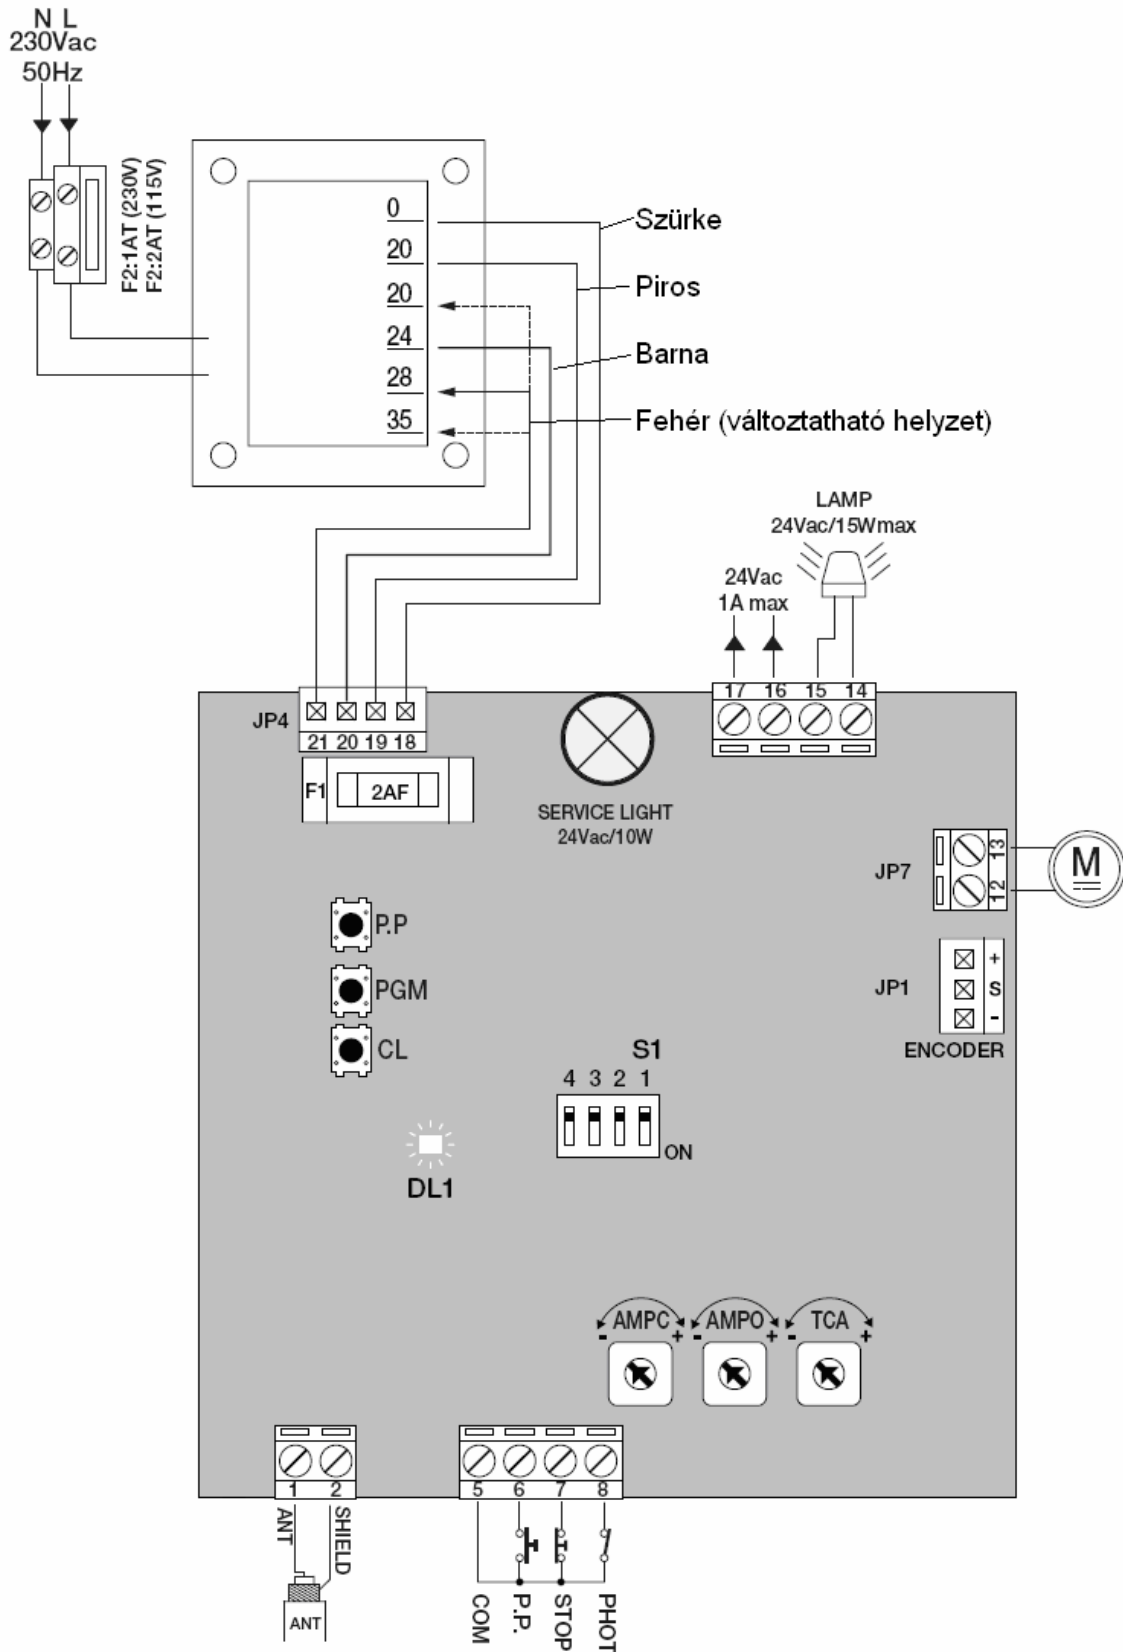 N L
230Vac
50Hz
F2:1AT (230V)
F2:2AT (115V)
0
20
20
24
28
35
Szürke
Piros
Barna
Fehér (változtatható helyzet)
LAMP
24Vac/15Wmax
24Vac
1A max
17 16 15 14
JP4
21 20 19 18
F1 2AF
SERVICE LIGHT
24Vac/10W
JP7
13
12
M
P.P
PGM
CL
JP1
+
S
-
ENCODER
S1
4 3 2 1
ON
DL1
AMPC
- +
AMPO
- +
TCA
- +
1 2
ANT
SHIELD
ANT
5 6 7 8
COM
P.P.
STOP
PHOT